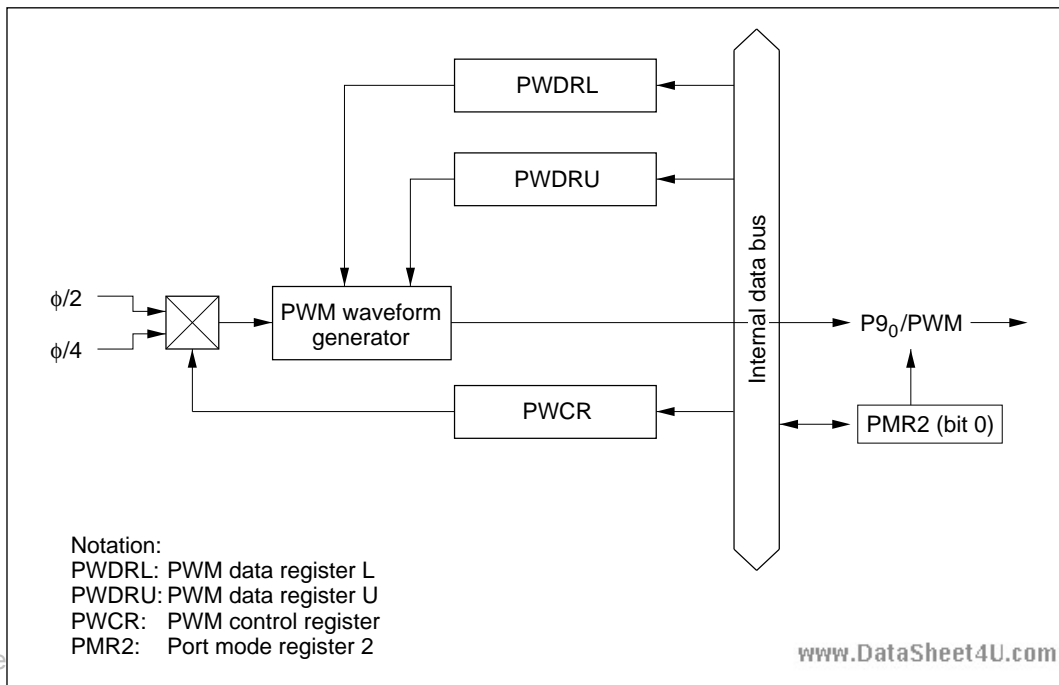 PWDRL
PWDRU
Internal data bus
ϕ/2
ϕ/4
PWM waveform
generator
P9₀/PWM
PWCR
PMR2 (bit 0)
Notation:
PWDRL: PWM data register L
PWDRU: PWM data register U
PWCR: PWM control register
PMR2: Port mode register 2
e
www.DataSheet4U.com